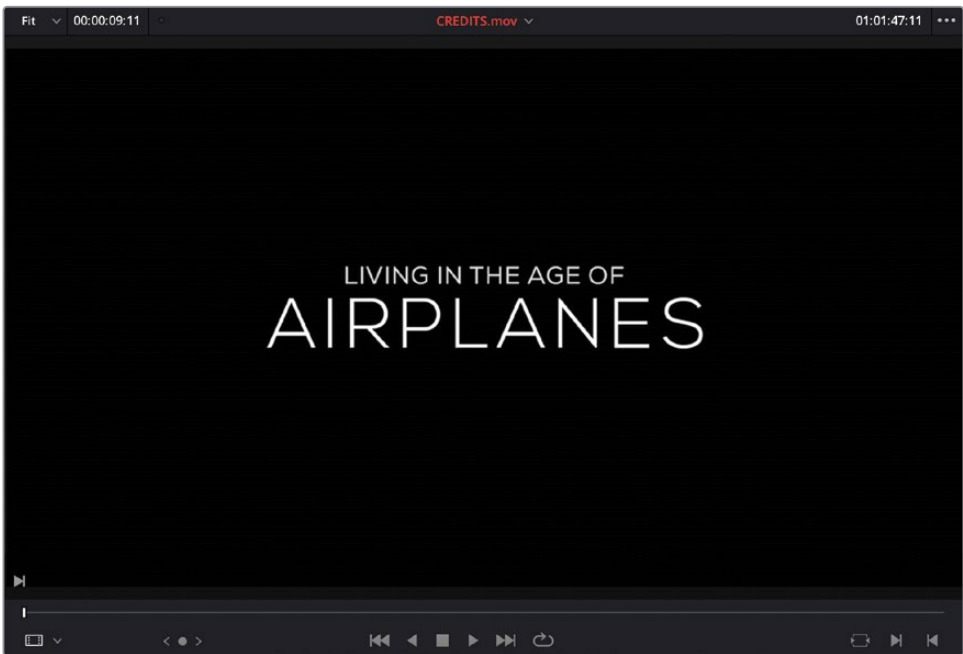 Fit 00:00:09:11 CREDITS.mov 01:01:47:11
LIVING IN THE AGE OF
AIRPLANES